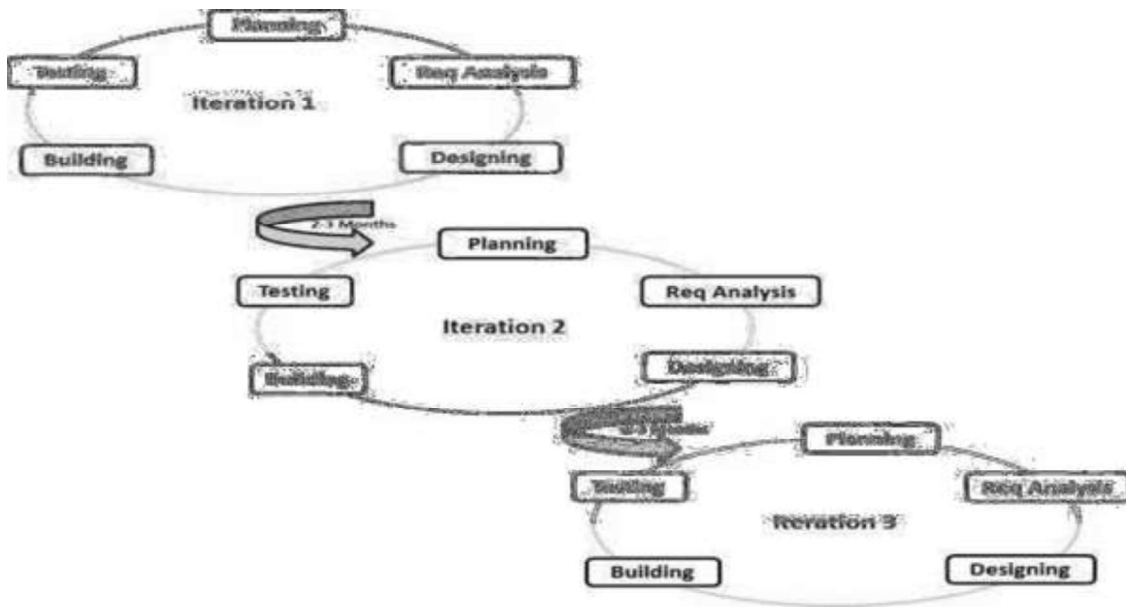 Planning
Testing
Req Analysis
Iteration 1
Building
Designing
2-3 Months
Planning
Testing
Req Analysis
Iteration 2
Designing
Building
Months
Planning
Testing
Req Analysis
Iteration 3
Building
Designing